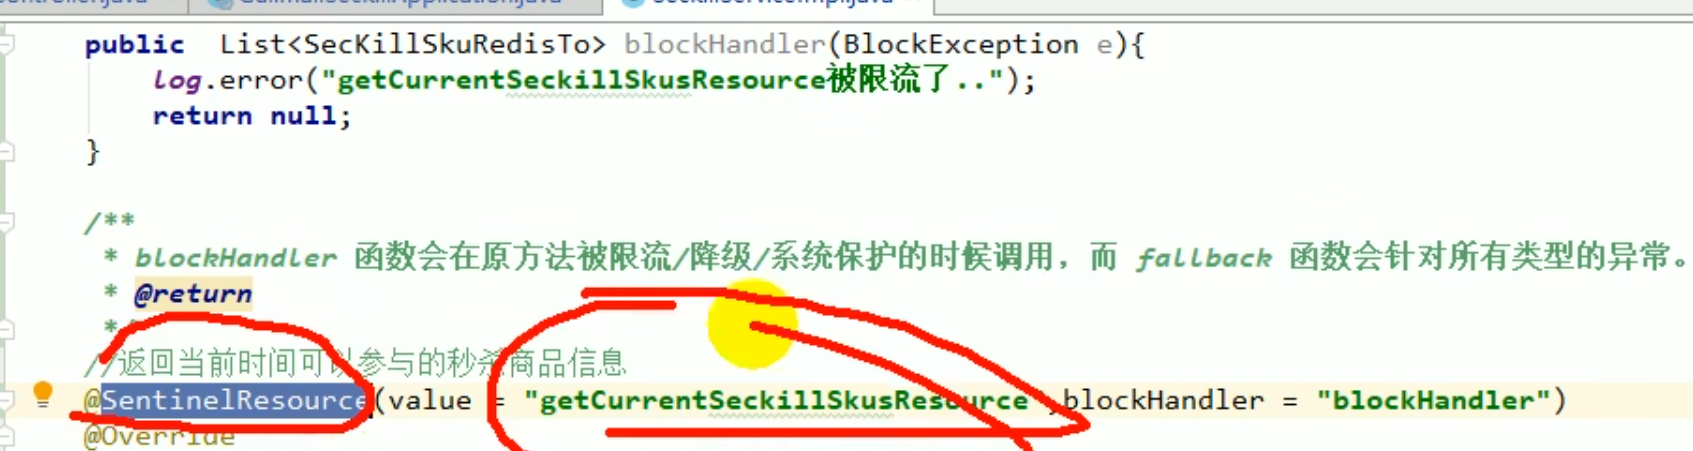 public  List<SecKillSkuRedisTo> blockHandler(BlockException e){
log.error("getCurrentSeckillSkusResource被限流了..");
return null;
}
/**
* blockHandler 函数会在原方法被限流/降级/系统保护的时候调用，而 fallback 函数会针对所有类型的异常。
* @return
*
//返回当前时间可以参与的秒杀商品信息
@SentinelResource(value = "getCurrentSeckillSkusResource",blockHandler = "blockHandler")
@Override